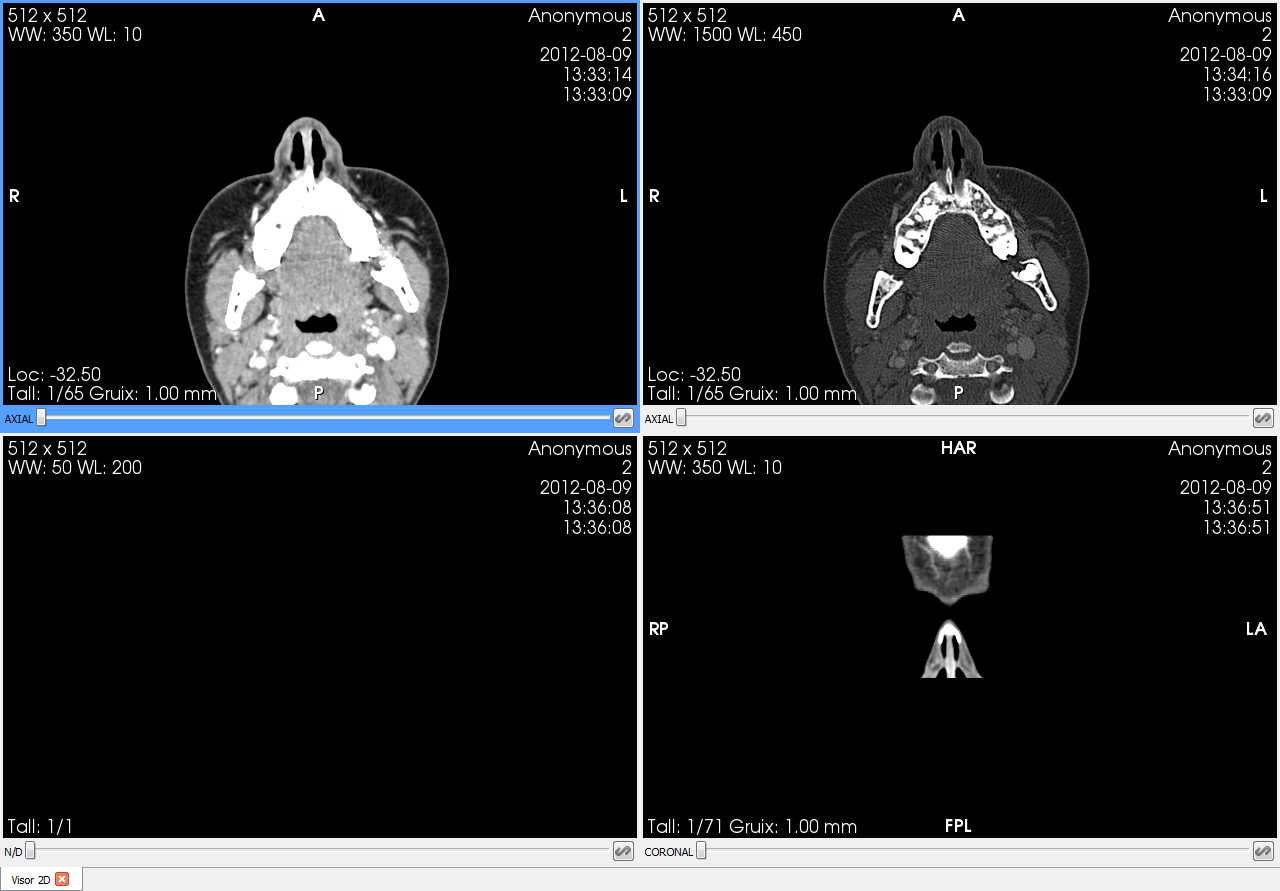 512 x 512
WW: 350 WL: 10
A
Anonymous
2
2012-08-09
13:33:14
13:33:09
R
L
Loc: -32.50
Tall: 1/65 Gruix: 1.00 mm
P
AXIAL
512 x 512
WW: 1500 WL: 450
A
Anonymous
2
2012-08-09
13:34:16
13:33:09
R
L
Loc: -32.50
Tall: 1/65 Gruix: 1.00 mm
P
AXIAL
512 x 512
WW: 50 WL: 200
Anonymous
2
2012-08-09
13:36:08
13:36:08
Tall: 1/1
N/D
512 x 512
WW: 350 WL: 10
HAR
Anonymous
2
2012-08-09
13:36:51
13:36:51
RP
LA
Tall: 1/71 Gruix: 1.00 mm
FPL
CORONAL
Visor 2D